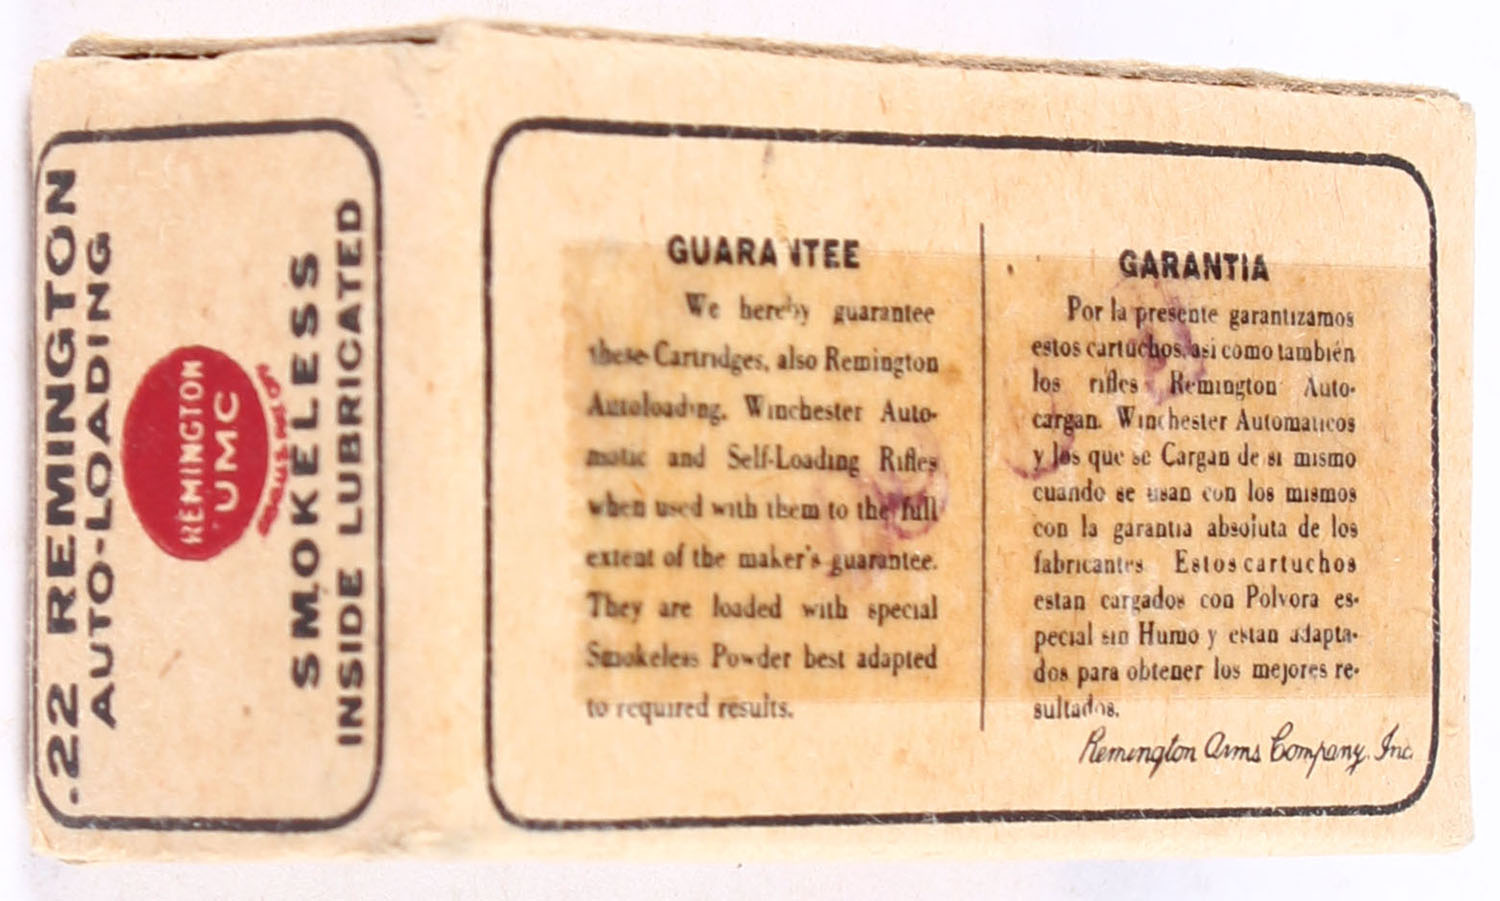 .22 REMINGTON
AUTO-LOADING
REMINGTON
UMC
SMOKELESS
INSIDE LUBRICATED
GUARANTEE
We hereby guarantee
these Cartridges, also Remington
Autoloading, Winchester Auto-
matic and Self-Loading Rifles
when used with them to the full
extent of the maker's guarantee.
They are loaded with special
Smokeless Powder best adapted
to required results.
GARANTIA
Por la presente garantizamos
estos cartuchos, asi como también
los rifles Remington Auto-
cargan. Winchester Automaticos
y los que se Cargan de si mismo
cuando se usan con los mismos
con la garantia absoluta de los
fabricantes. Estos cartuchos
estan cargados con Polvora es-
pecial sin Humo y estan adapta-
dos para obtener los mejores re-
sultados.
Remington Arms Company, Inc.